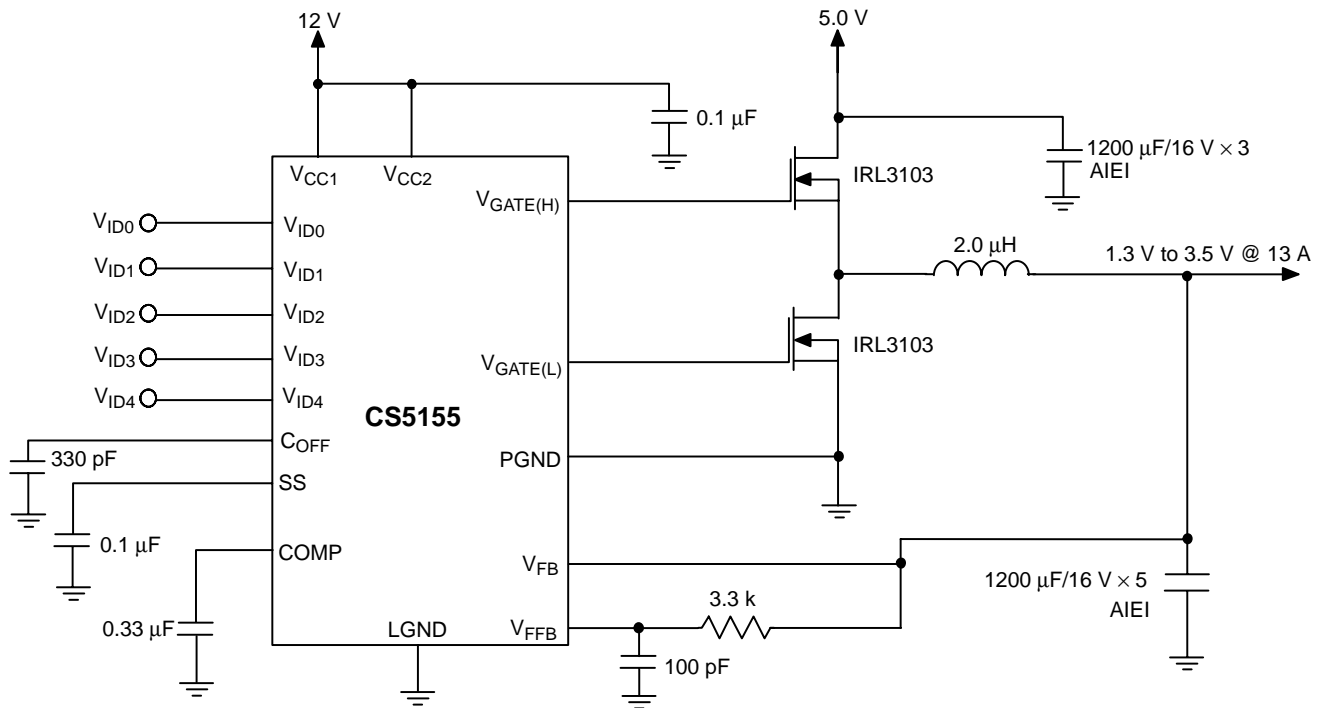 12 V
5.0 V
0.1 μF
1200 μF/16 V × 3
AIEI
VCC1
VCC2
VGATE(H)
IRL3103
VID0
VID0
2.0 μH
1.3 V to 3.5 V @ 13 A
VID1
VID1
VID2
VID2
IRL3103
VID3
VID3
VGATE(L)
VID4
VID4
CS5155
COFF
330 pF
PGND
SS
0.1 μF
COMP
VFB
1200 μF/16 V × 5
AIEI
3.3 k
0.33 μF
LGND
VFFB
100 pF